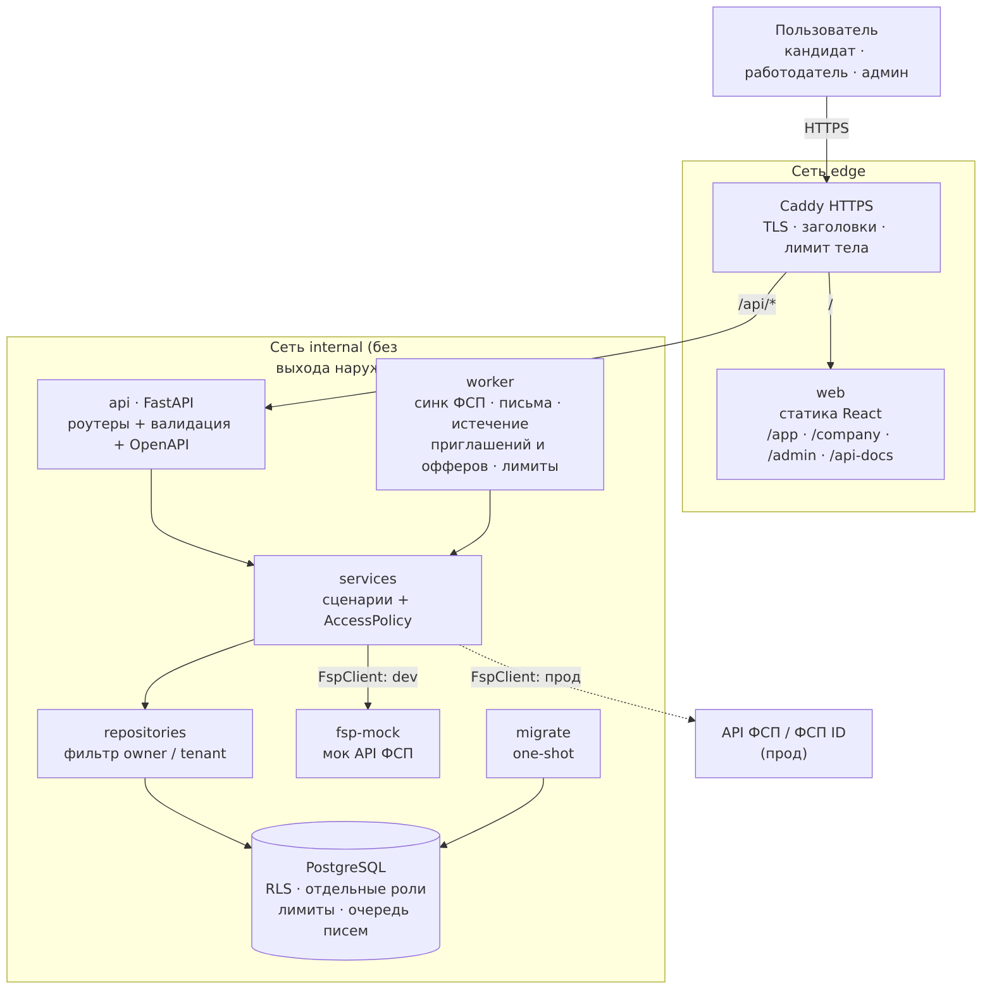 Пользователь
кандидат ·
работодатель · админ
HTTPS
Сеть edge
Caddy HTTPS
TLS · заголовки ·
лимит тела
/api/*
/
Сеть internal (без
выхода наруж
api · FastAPI
роутеры + валидация
+ OpenAPI
worker
синк ФСП · письма ·
истечение
приглашений и
офферов · лимиты
web
статика React
/app · /company ·
/admin · /api-docs
services
сценарии +
AccessPolicy
FspClient: dev
FspClient: прод
repositories
фильтр owner / tenant
fsp-mock
мок API ФСП
migrate
one-shot
API ФСП / ФСП ID
(прод)
PostgreSQL
RLS · отдельные роли
лимиты · очередь
писем